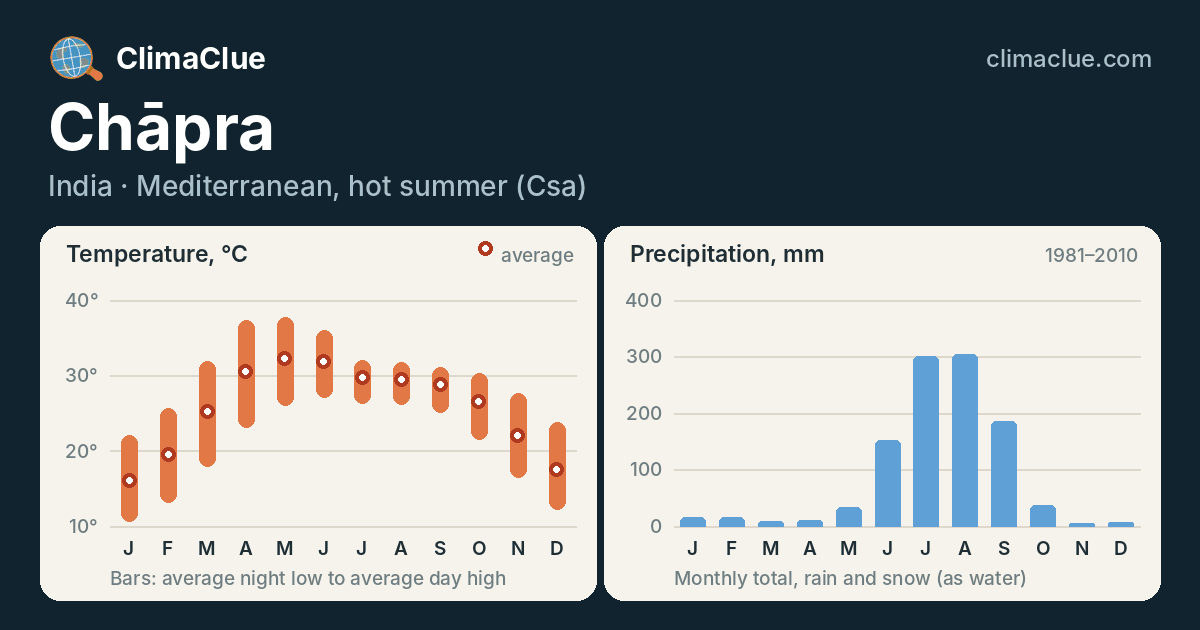 ClimaClue
climaclue.com
Chāpra
India · Mediterranean, hot summer (Csa)
Temperature, °C
average
40°
30°
20°
10°
J F M A M J J A S O N D
Bars: average night low to average day high
Precipitation, mm
1981–2010
400
300
200
100
0
J F M A M J J A S O N D
Monthly total, rain and snow (as water)